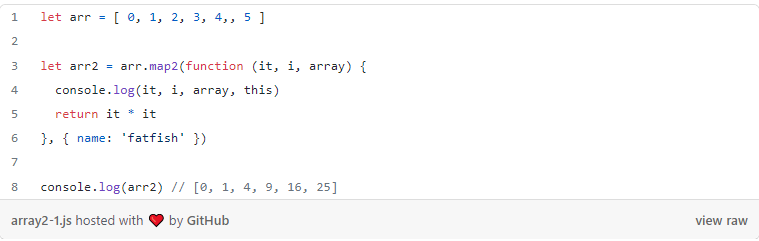 1 let arr = [ 0, 1, 2, 3, 4,, 5 ]
2
3 let arr2 = arr.map2(function (it, i, array) {
4   console.log(it, i, array, this)
5   return it * it
6 }, { name: 'fatfish' })
7
8 console.log(arr2) // [0, 1, 4, 9, 16, 25]
array2-1.js hosted with ❤ by GitHub view raw